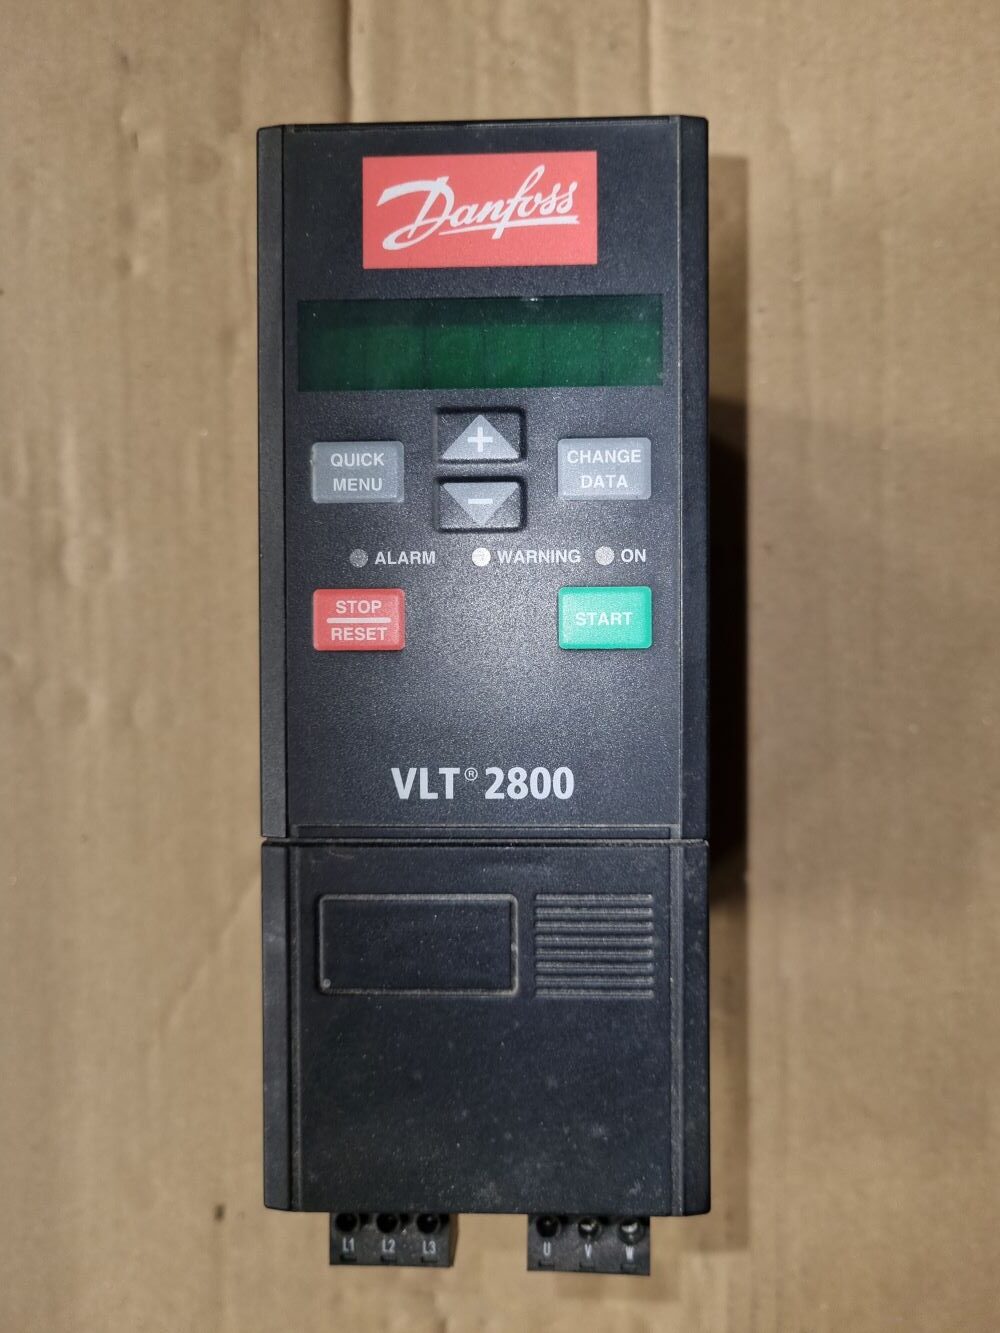 Danfoss
+
QUICK
MENU
CHANGE
DATA
−
ALARM
WARNING
ON
STOP
RESET
START
VLT® 2800
L1 L2 L3
U V W